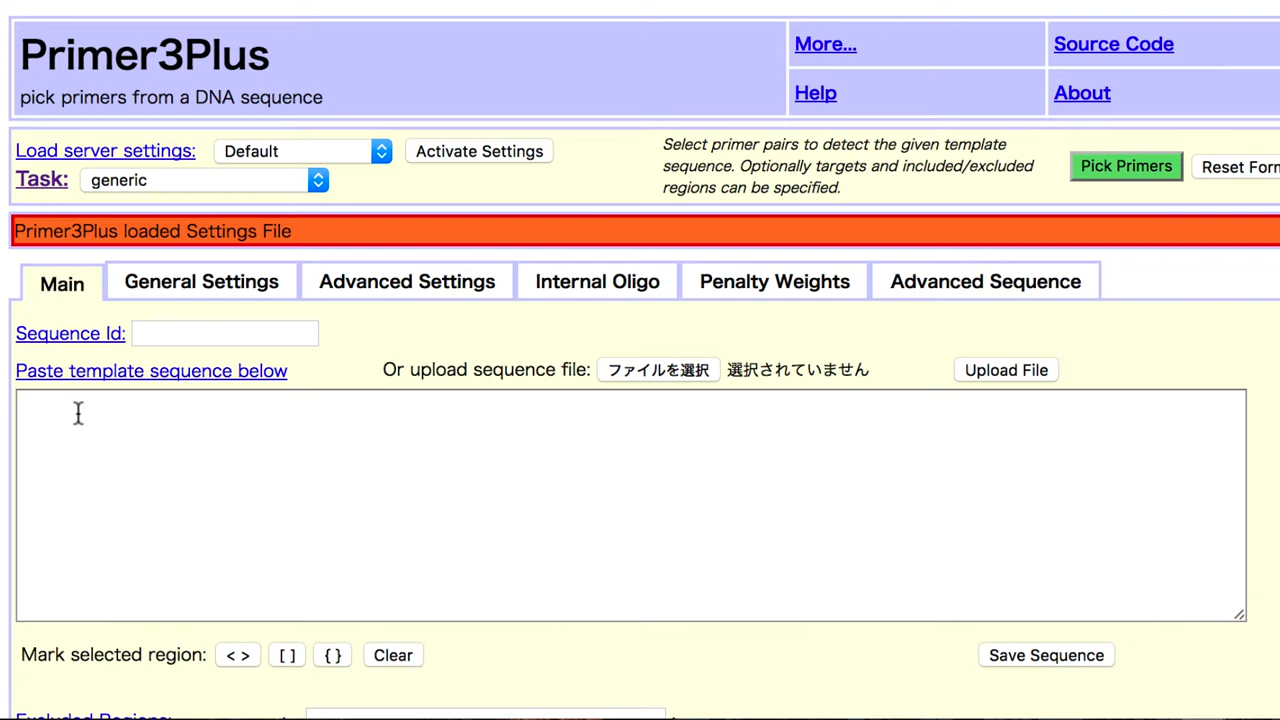 Primer3Plus
pick primers from a DNA sequence
More...
Source Code
Help
About
Load server settings: Default Activate Settings
Task: generic
Select primer pairs to detect the given template
sequence. Optionally targets and included/excluded
regions can be specified.
Pick Primers Reset Form
Primer3Plus loaded Settings File
Main General Settings Advanced Settings Internal Oligo Penalty Weights Advanced Sequence
Sequence Id:
Paste template sequence below Or upload sequence file: ファイルを選択 選択されていません Upload File
Mark selected region: < > [ ] { } Clear Save Sequence
Excluded Regions: